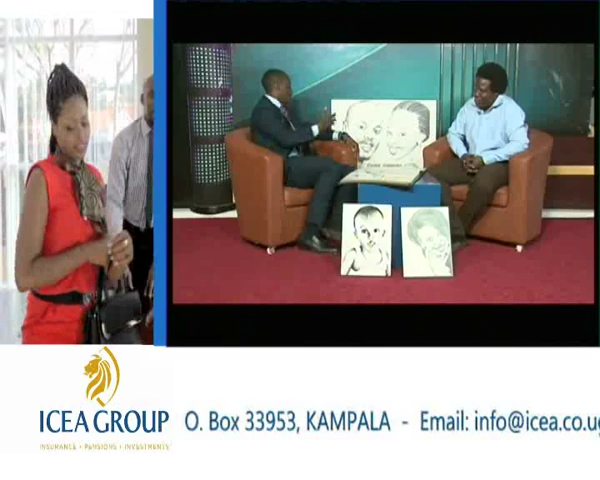 ICEA GROUP
INSURANCE • PENSIONS • INVESTMENTS
O. Box 33953, KAMPALA - Email: info@icea.co.ug